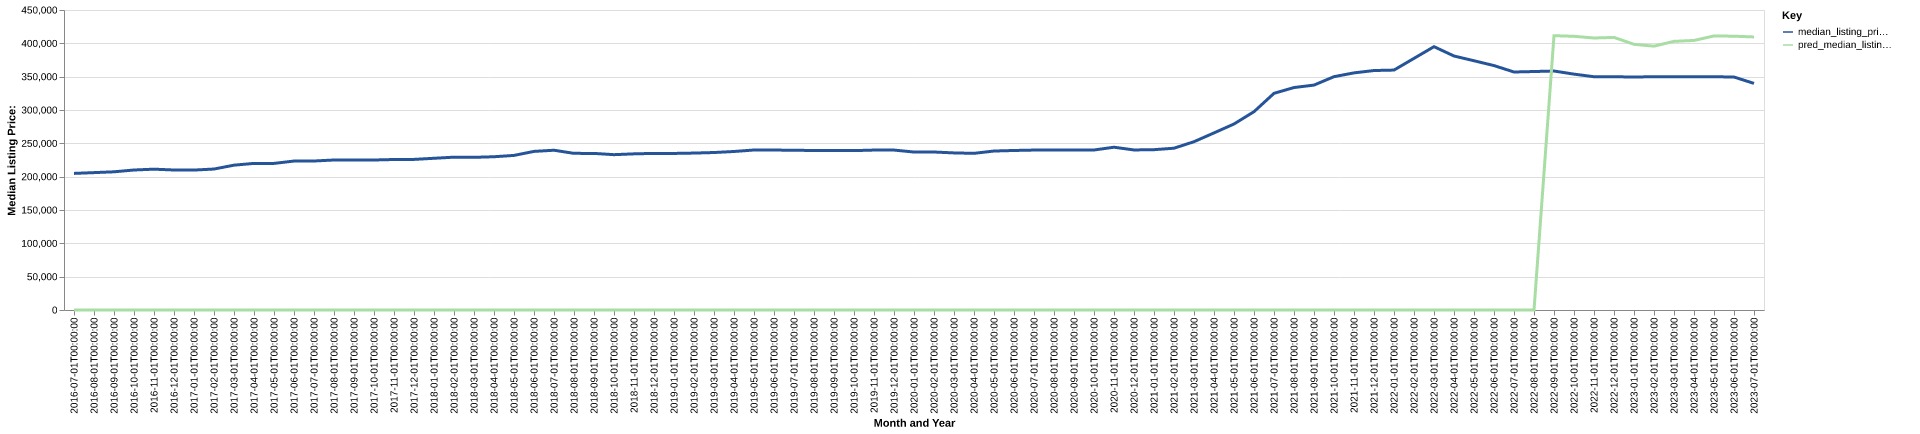 450,000
400,000
350,000
300,000
250,000
200,000
150,000
100,000
50,000
0
Median Listing Price:
2016-07-01T00:00:00
2016-08-01T00:00:00
2016-09-01T00:00:00
2016-10-01T00:00:00
2016-11-01T00:00:00
2016-12-01T00:00:00
2017-01-01T00:00:00
2017-02-01T00:00:00
2017-03-01T00:00:00
2017-04-01T00:00:00
2017-05-01T00:00:00
2017-06-01T00:00:00
2017-07-01T00:00:00
2017-08-01T00:00:00
2017-09-01T00:00:00
2017-10-01T00:00:00
2017-11-01T00:00:00
2017-12-01T00:00:00
2018-01-01T00:00:00
2018-02-01T00:00:00
2018-03-01T00:00:00
2018-04-01T00:00:00
2018-05-01T00:00:00
2018-06-01T00:00:00
2018-07-01T00:00:00
2018-08-01T00:00:00
2018-09-01T00:00:00
2018-10-01T00:00:00
2018-11-01T00:00:00
2018-12-01T00:00:00
2019-01-01T00:00:00
2019-02-01T00:00:00
2019-03-01T00:00:00
2019-04-01T00:00:00
2019-05-01T00:00:00
2019-06-01T00:00:00
2019-07-01T00:00:00
2019-08-01T00:00:00
2019-09-01T00:00:00
2019-10-01T00:00:00
2019-11-01T00:00:00
2019-12-01T00:00:00
2020-01-01T00:00:00
2020-02-01T00:00:00
2020-03-01T00:00:00
2020-04-01T00:00:00
2020-05-01T00:00:00
2020-06-01T00:00:00
2020-07-01T00:00:00
2020-08-01T00:00:00
2020-09-01T00:00:00
2020-10-01T00:00:00
2020-11-01T00:00:00
2020-12-01T00:00:00
2021-01-01T00:00:00
2021-02-01T00:00:00
2021-03-01T00:00:00
2021-04-01T00:00:00
2021-05-01T00:00:00
2021-06-01T00:00:00
2021-07-01T00:00:00
2021-08-01T00:00:00
2021-09-01T00:00:00
2021-10-01T00:00:00
2021-11-01T00:00:00
2021-12-01T00:00:00
2022-01-01T00:00:00
2022-02-01T00:00:00
2022-03-01T00:00:00
2022-04-01T00:00:00
2022-05-01T00:00:00
2022-06-01T00:00:00
2022-07-01T00:00:00
2022-08-01T00:00:00
2022-09-01T00:00:00
2022-10-01T00:00:00
2022-11-01T00:00:00
2022-12-01T00:00:00
2023-01-01T00:00:00
2023-02-01T00:00:00
2023-03-01T00:00:00
2023-04-01T00:00:00
2023-05-01T00:00:00
2023-06-01T00:00:00
2023-07-01T00:00:00
Month and Year
Key
median_listing_pri…
pred_median_listin…